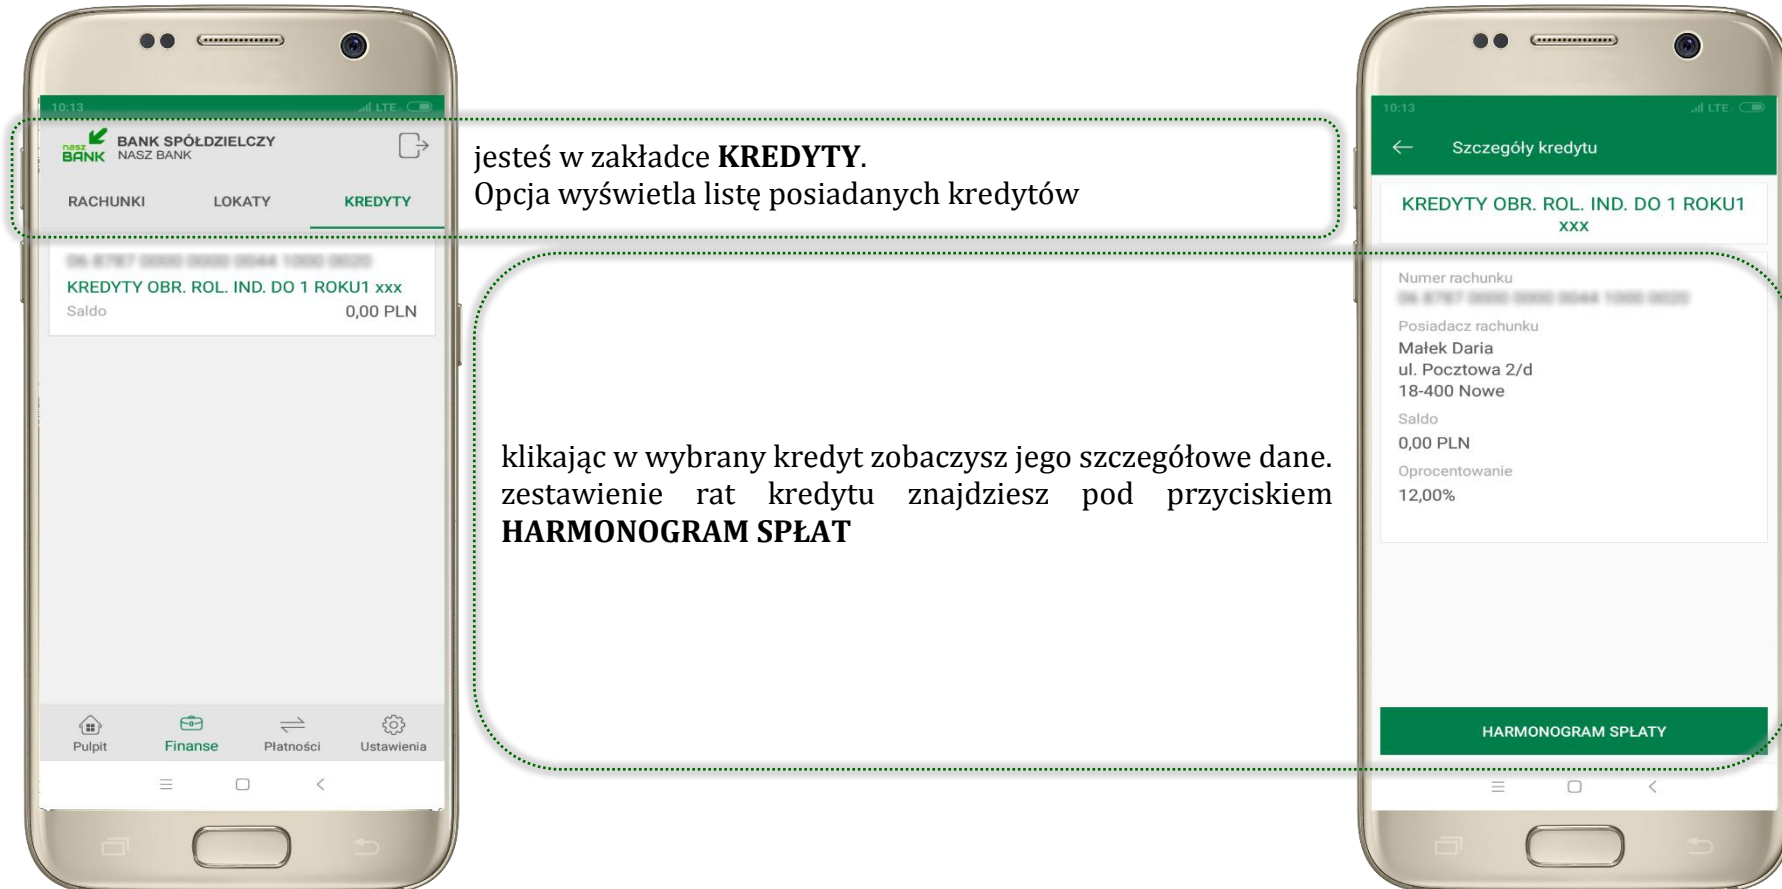 10:13
LTE
nasz
BANK
BANK SPÓŁDZIELCZY
NASZ BANK
RACHUNKI LOKATY KREDYTY
KREDYTY OBR. ROL. IND. DO 1 ROKU1 xxx
Saldo 0,00 PLN
Pulpit Finanse Płatności Ustawienia
jesteś w zakładce KREDYTY.
Opcja wyświetla listę posiadanych kredytów
klikając w wybrany kredyt zobaczysz jego szczegółowe dane.
zestawienie rat kredytu znajdziesz pod przyciskiem
HARMONOGRAM SPŁAT
10:13
LTE
Szczegóły kredytu
KREDYTY OBR. ROL. IND. DO 1 ROKU1
xxx
Numer rachunku
Posiadacz rachunku
Małek Daria
ul. Pocztowa 2/d
18-400 Nowe
Saldo
0,00 PLN
Oprocentowanie
12,00%
HARMONOGRAM SPŁATY